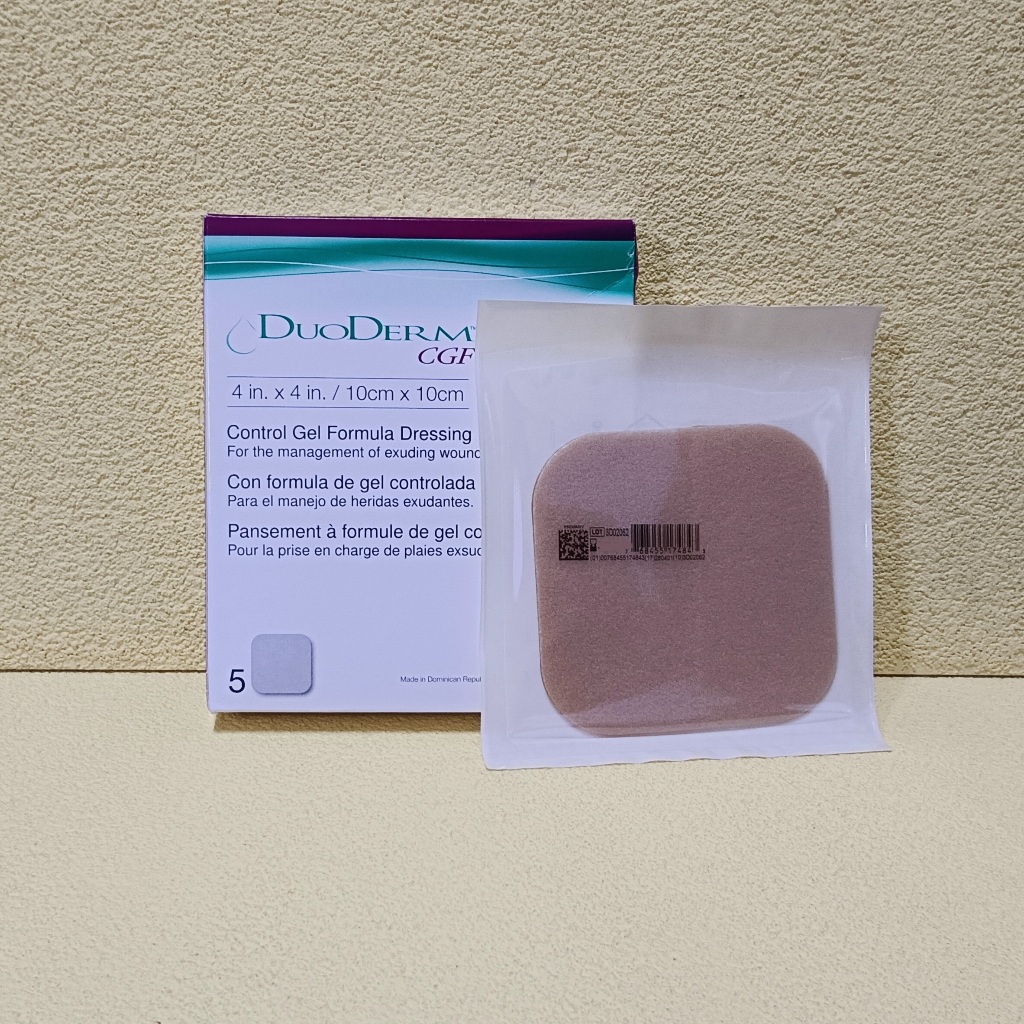 DUODERM™
CGF
4 in. x 4 in. / 10cm x 10cm
Control Gel Formula Dressing
For the management of exuding
Con formula de gel controlada
Para el manejo de heridas exudantes.
Pansement à formule de gel
Pour la prise en charge de plaies
5
Made in Dominican
LOT